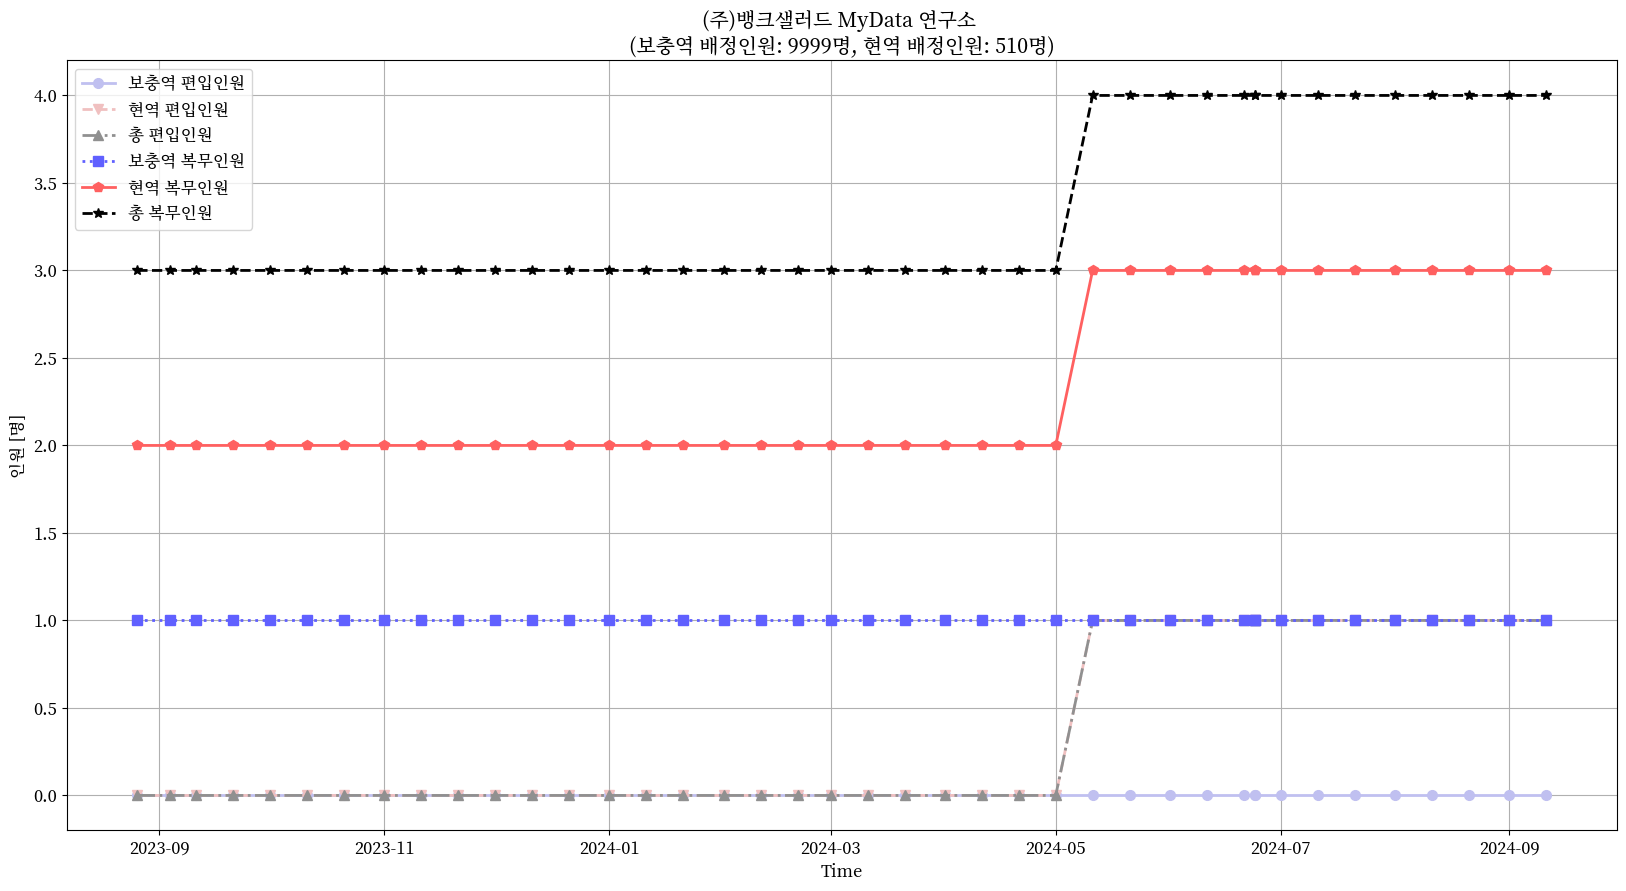 (주)뱅크샐러드 MyData 연구소
(보충역 배정인원: 9999명, 현역 배정인원: 510명)
보충역 편입인원
현역 편입인원
총 편입인원
보충역 복무인원
현역 복무인원
총 복무인원
4.0
3.5
3.0
2.5
2.0
1.5
1.0
0.5
0.0
인원 [명]
2023-09
2023-11
2024-01
2024-03
2024-05
2024-07
2024-09
Time